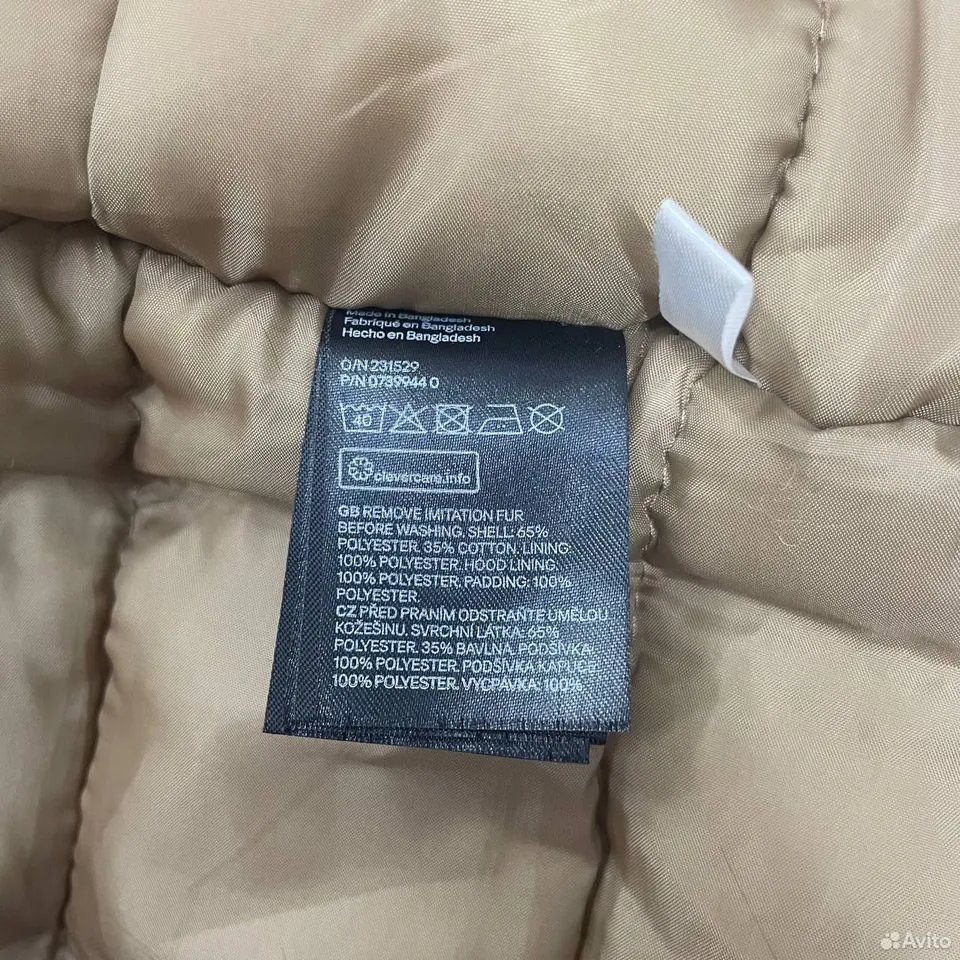 Made in Bangladesh
Fabriqué en Bangladesh
Hecho en Bangladesh
O/N 231529
P/N 0739944 0
40
clevercare.info
GB REMOVE IMITATION FUR
BEFORE WASHING. SHELL: 65%
POLYESTER. 35% COTTON. LINING:
100% POLYESTER. HOOD LINING:
100% POLYESTER. PADDING: 100%
POLYESTER.
CZ PŘED PRANÍM ODSTRAŇTE UMĚLOU
KOŽEŠINU. SVRCHNÍ LÁTKA: 65%
POLYESTER. 35% BAVLNA. PODŠÍVKA:
100% POLYESTER. PODŠÍVKA KAPUCE:
100% POLYESTER. VYCPÁVKA: 100%
Avito